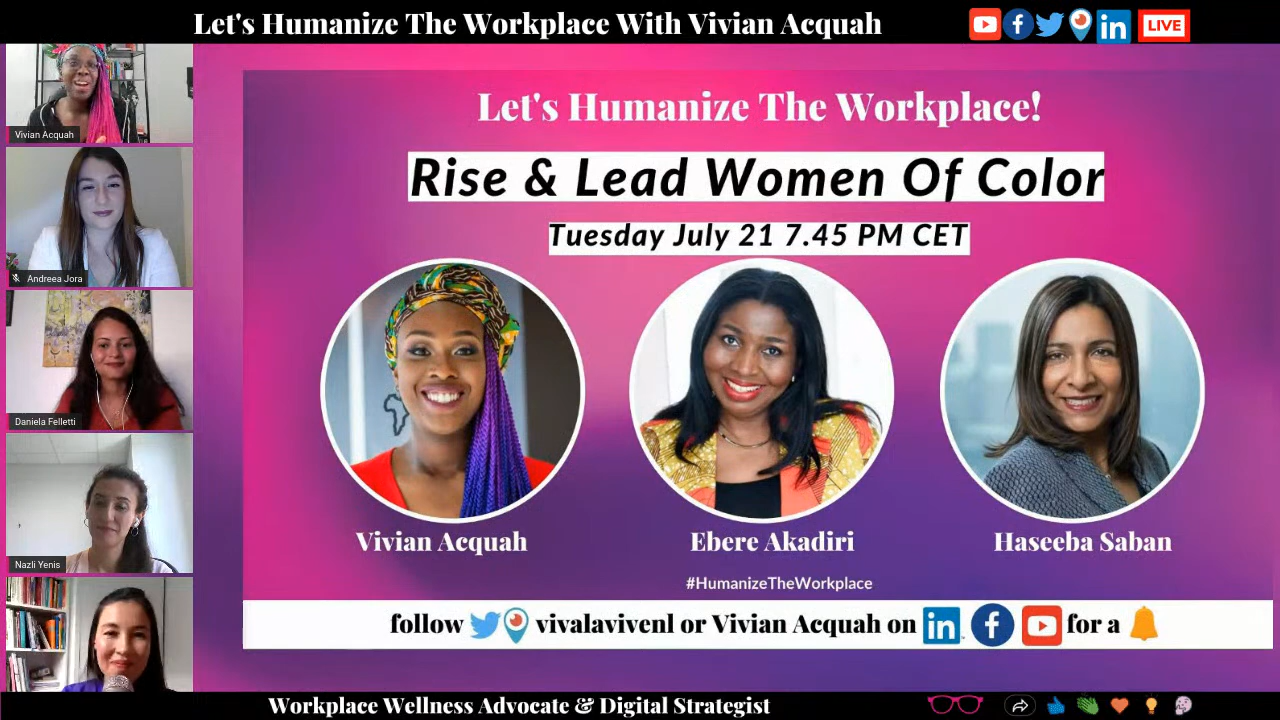 Let's Humanize The Workplace With Vivian Acquah
LIVE
Vivian Acquah
Andreea Jora
Daniela Felletti
Nazli Yenis
Let's Humanize The Workplace!
Rise & Lead Women Of Color
Tuesday July 21 7.45 PM CET
Vivian Acquah
Ebere Akadiri
Haseeba Saban
#HumanizeTheWorkplace
follow vivalavivenl or Vivian Acquah on in for a
Workplace Wellness Advocate & Digital Strategist